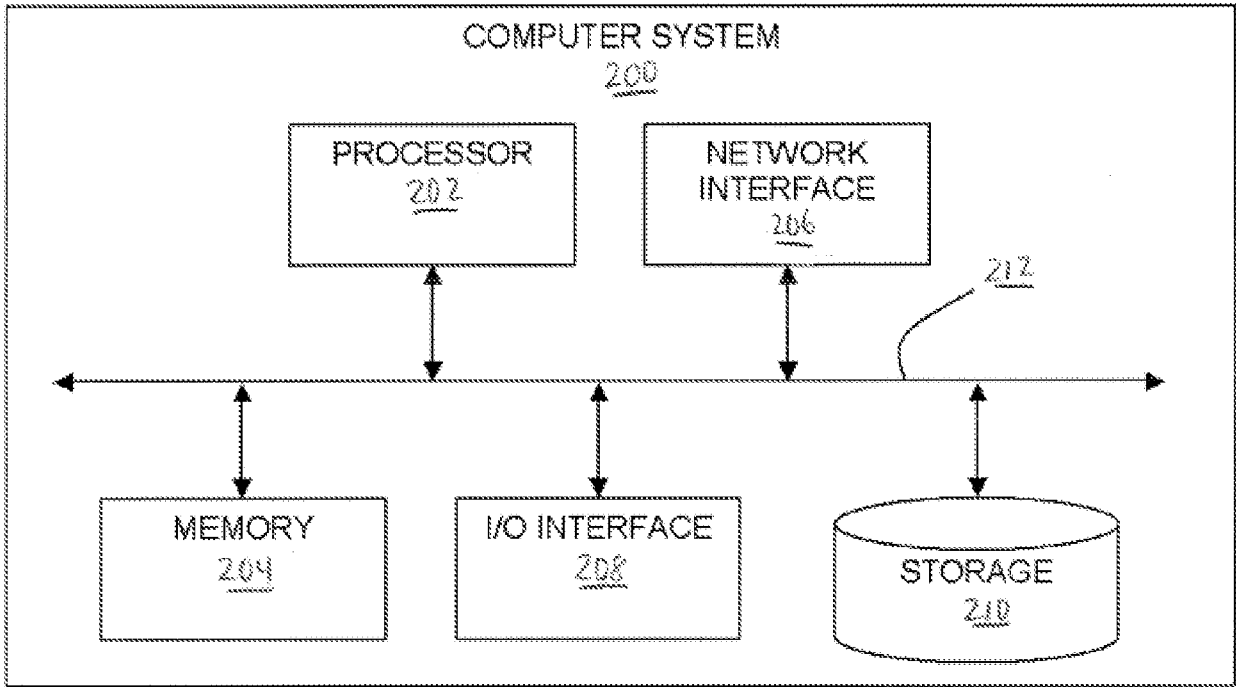 COMPUTER SYSTEM
200
PROCESSOR
202
NETWORK
INTERFACE
206
212
MEMORY
204
I/O INTERFACE
208
STORAGE
210